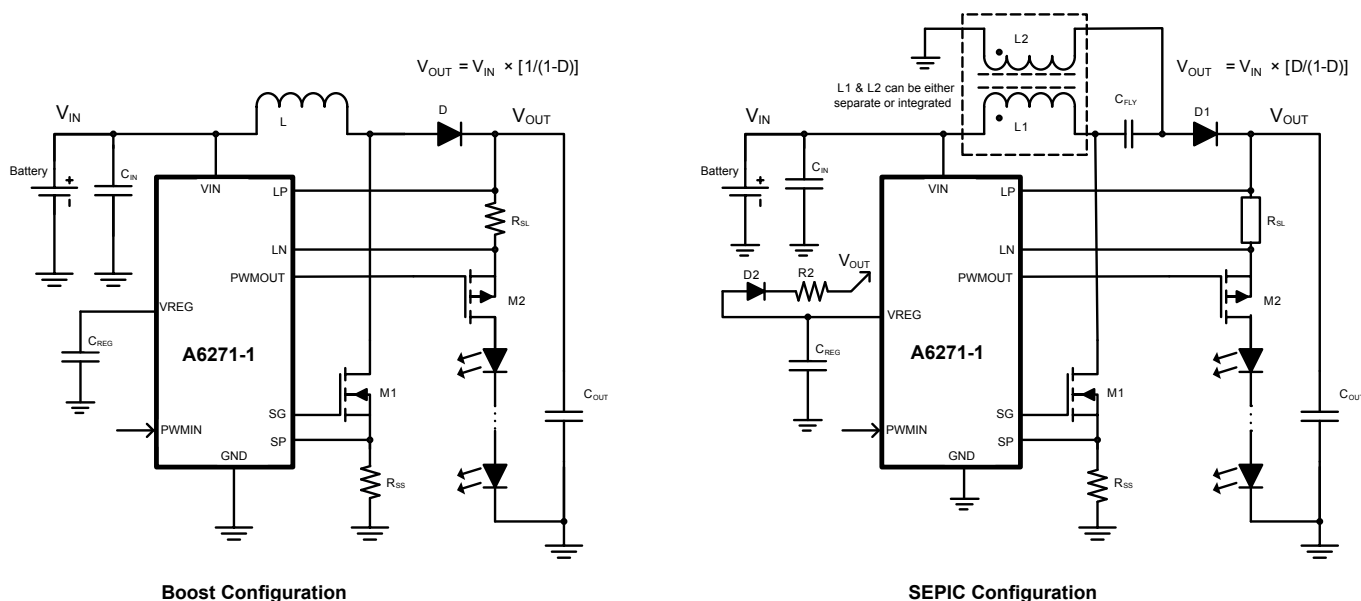 V_OUT = V_IN × [1/(1-D)]
V_IN
L
D
V_OUT
Battery
+
C_IN
VIN
LP
R_SL
LN
PWMOUT
M2
VREG
C_REG
A6271-1
M1
C_OUT
SG
PWMIN
SP
GND
R_SS
Boost Configuration
L2
V_OUT = V_IN × [D/(1-D)]
L1 & L2 can be either
separate or integrated
C_FLY
V_IN
L1
D1
V_OUT
Battery
+
C_IN
VIN
LP
R_SL
LN
D2
R2
V_OUT
PWMOUT
M2
VREG
C_REG
A6271-1
M1
C_OUT
SG
PWMIN
SP
GND
R_SS
SEPIC Configuration